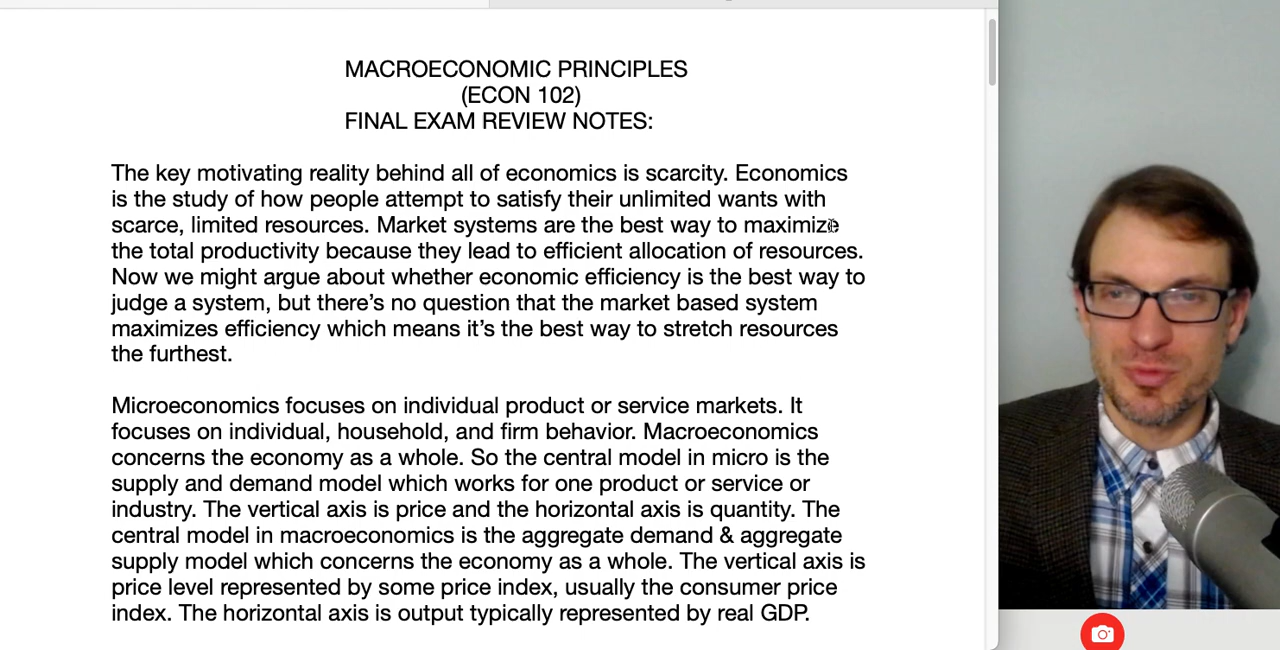 MACROECONOMIC PRINCIPLES
(ECON 102)
FINAL EXAM REVIEW NOTES:
The key motivating reality behind all of economics is scarcity. Economics
is the study of how people attempt to satisfy their unlimited wants with
scarce, limited resources. Market systems are the best way to maximize
the total productivity because they lead to efficient allocation of resources.
Now we might argue about whether economic efficiency is the best way to
judge a system, but there’s no question that the market based system
maximizes efficiency which means it’s the best way to stretch resources
the furthest.
Microeconomics focuses on individual product or service markets. It
focuses on individual, household, and firm behavior. Macroeconomics
concerns the economy as a whole. So the central model in micro is the
supply and demand model which works for one product or service or
industry. The vertical axis is price and the horizontal axis is quantity. The
central model in macroeconomics is the aggregate demand & aggregate
supply model which concerns the economy as a whole. The vertical axis is
price level represented by some price index, usually the consumer price
index. The horizontal axis is output typically represented by real GDP.